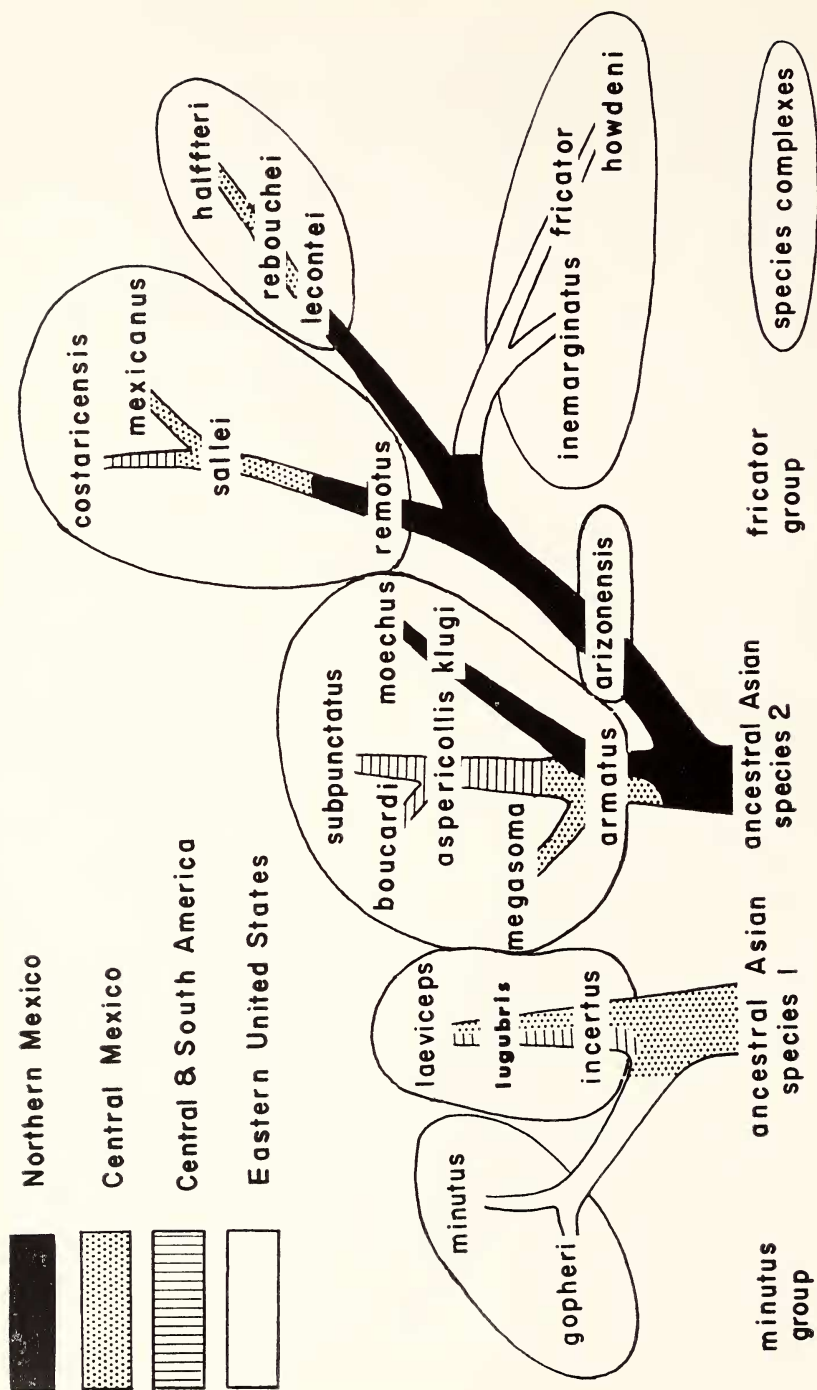 Northern Mexico
Central Mexico
Central & South America
Eastern United States
costaricensis
mexicanus
sallei
remotus
halffteri
rebouchei
lecontei
subpunctatus
boucardi
moechus
aspericollis klugi
megasoma
armatus
arizonensis
inemarginatus fricator
howdeni
laeviceps
lugubris
incertus
minutus
gopheri
minutus
group
ancestral Asian
species 1
ancestral Asian
species 2
fricator
group
species complexes